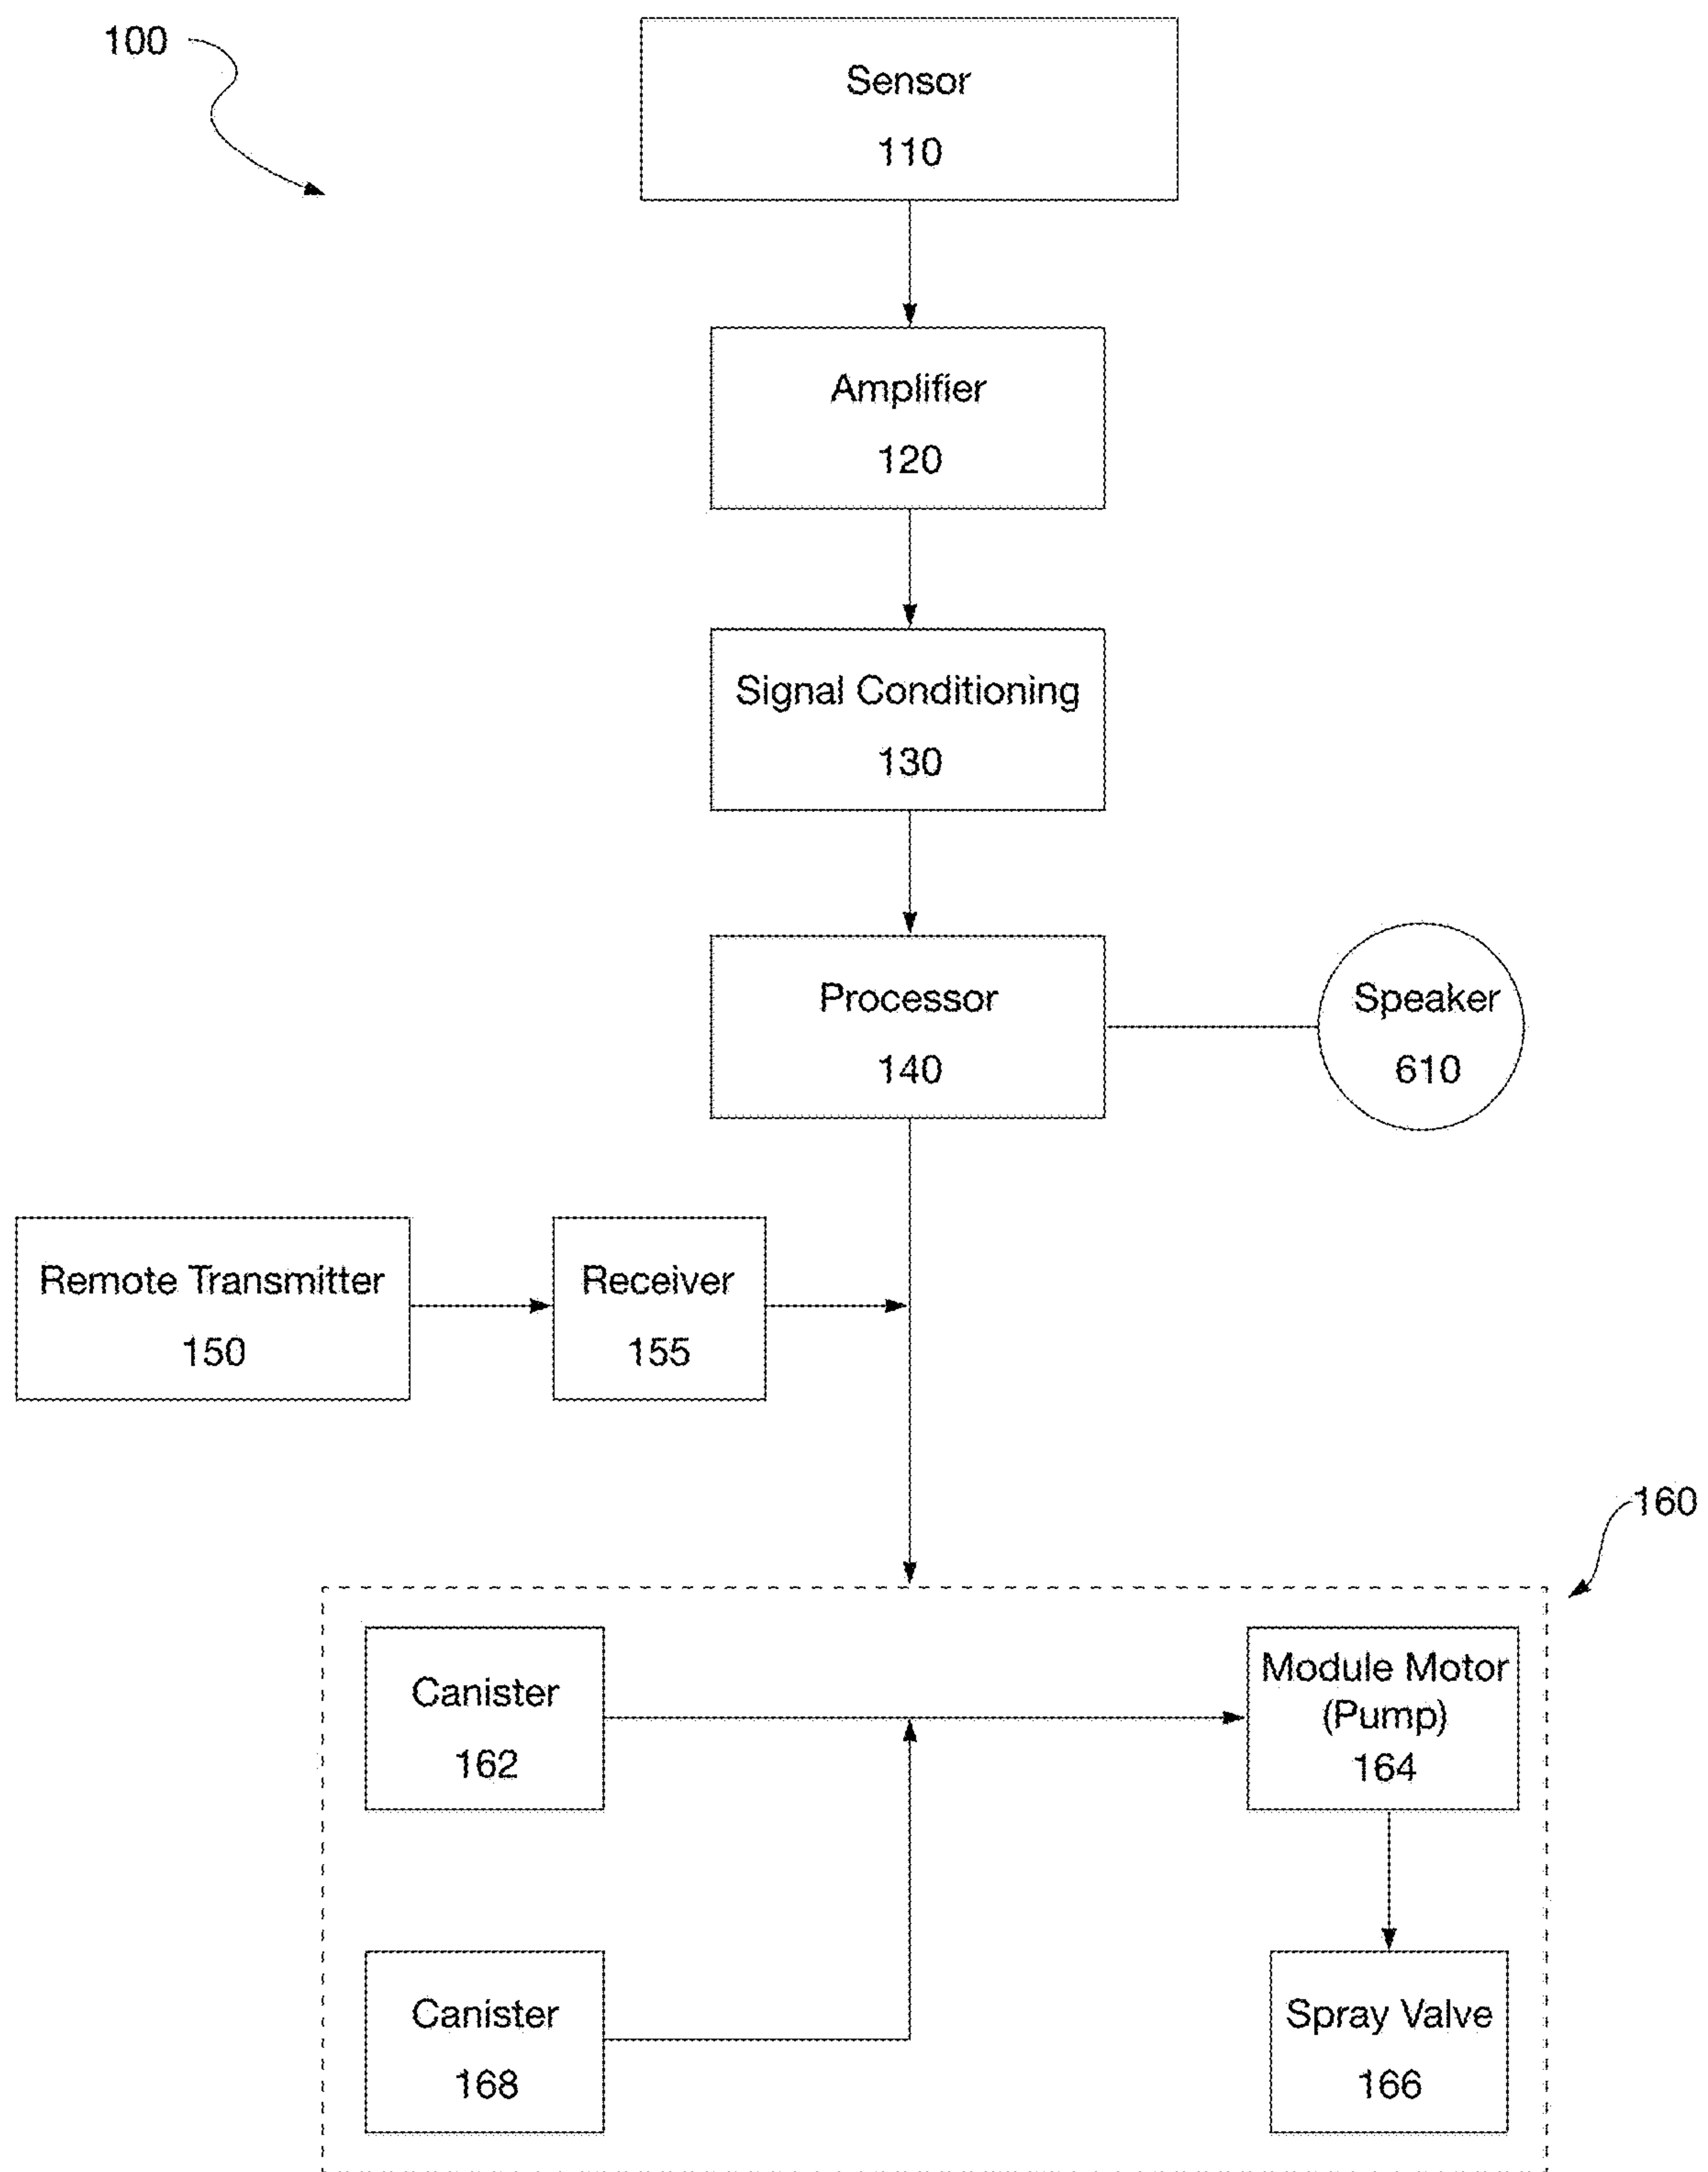 100
Sensor
110
Amplifier
120
Signal Conditioning
130
Processor
140
Speaker
610
Remote Transmitter
150
Receiver
155
160
Canister
162
Module Motor
(Pump)
164
Canister
168
Spray Valve
166